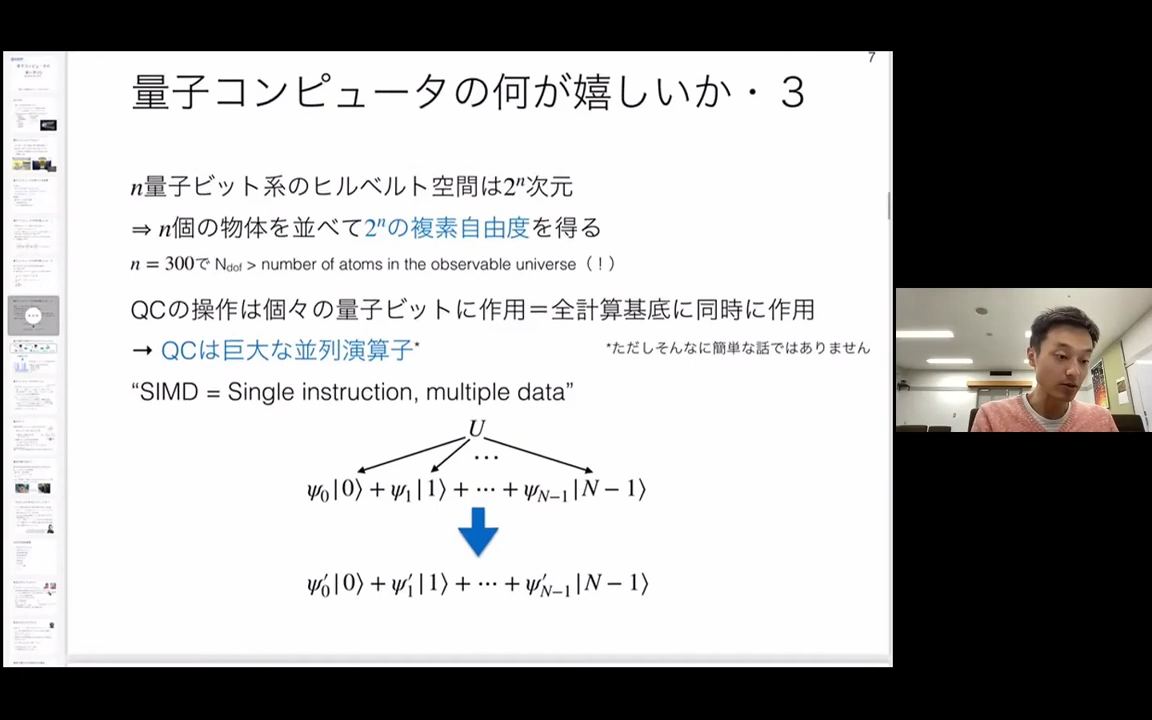 7
量子コンピュータの何が嬉しいか・３
n量子ビット系のヒルベルト空間は2ⁿ次元
⇒ n個の物体を並べて2ⁿの複素自由度を得る
n = 300で N_dof > number of atoms in the observable universe（！）
QCの操作は個々の量子ビットに作用＝全計算基底に同時に作用
→ QCは巨大な並列演算子*
*ただしそんなに簡単な話ではありません
“SIMD = Single instruction, multiple data”
U
…
ψ₀|0⟩ + ψ₁|1⟩ + ⋯ + ψ_{N−1}|N − 1⟩
ψ′₀|0⟩ + ψ′₁|1⟩ + ⋯ + ψ′_{N−1}|N − 1⟩